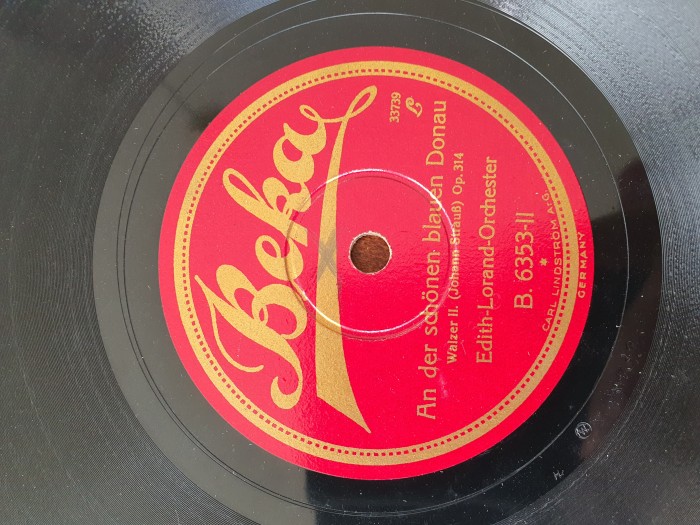 Beka
33739
L
An der schönen blauen Donau
Walzer II. (Johann Strauß) Op. 314
Edith-Lorand-Orchester
B. 6353-II
*
CARL LINDSTRÖM A.-G.
GERMANY